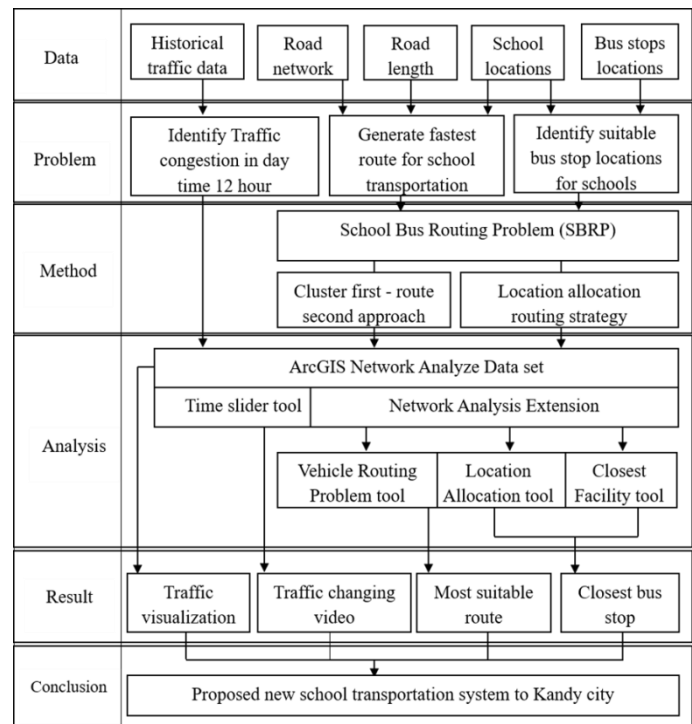 Data
Historical
traffic data
Road
network
Road
length
School
locations
Bus stops
locations
Problem
Identify Traffic
congestion in day
time 12 hour
Generate fastest
route for school
transportation
Identify suitable
bus stop locations
for schools
Method
School Bus Routing Problem (SBRP)
Cluster first - route
second approach
Location allocation
routing strategy
Analysis
ArcGIS Network Analyze Data set
Time slider tool
Network Analysis Extension
Vehicle Routing
Problem tool
Location
Allocation tool
Closest
Facility tool
Result
Traffic
visualization
Traffic changing
video
Most suitable
route
Closest bus
stop
Conclusion
Proposed new school transportation system to Kandy city